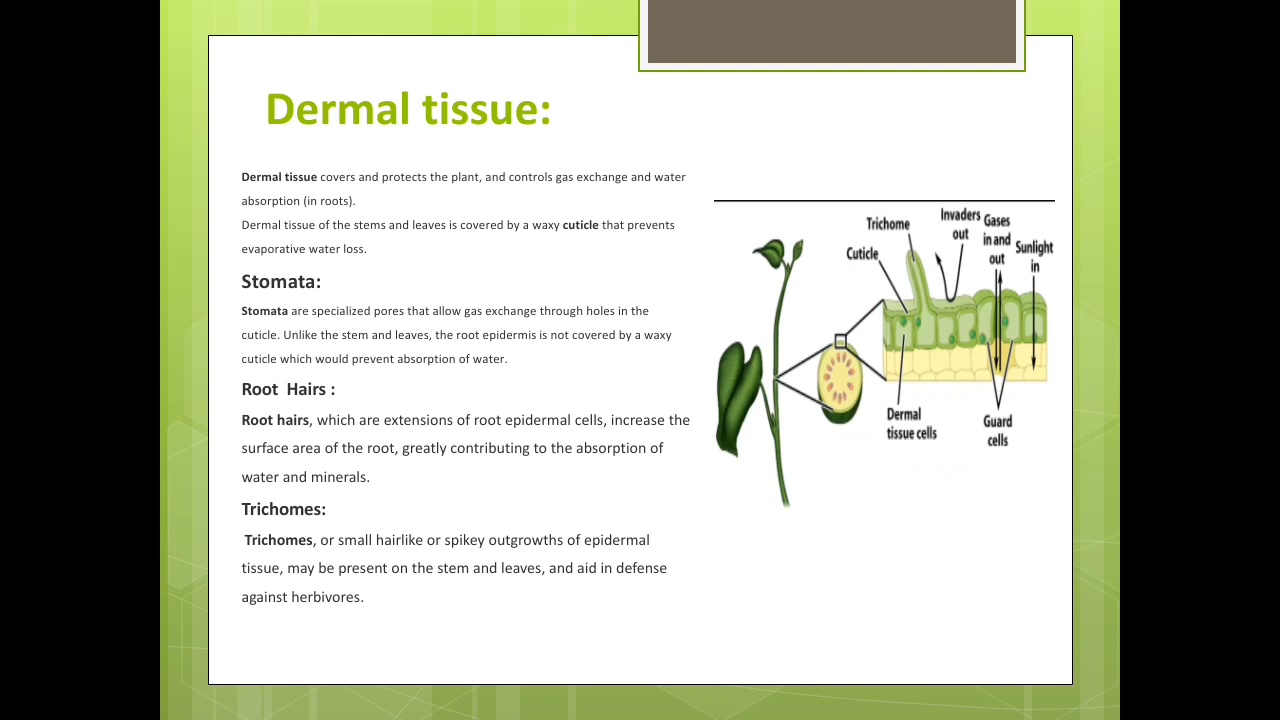 Dermal tissue:
Dermal tissue covers and protects the plant, and controls gas exchange and water
absorption (in roots).
Dermal tissue of the stems and leaves is covered by a waxy cuticle that prevents
evaporative water loss.
Stomata:
Stomata are specialized pores that allow gas exchange through holes in the
cuticle. Unlike the stem and leaves, the root epidermis is not covered by a waxy
cuticle which would prevent absorption of water.
Root  Hairs :
Root hairs, which are extensions of root epidermal cells, increase the
surface area of the root, greatly contributing to the absorption of
water and minerals.
Trichomes:
Trichomes, or small hairlike or spikey outgrowths of epidermal
tissue, may be present on the stem and leaves, and aid in defense
against herbivores.
Trichome
Cuticle
Invaders
out
Gases
in and
out
Sunlight
in
Dermal
tissue cells
Guard
cells